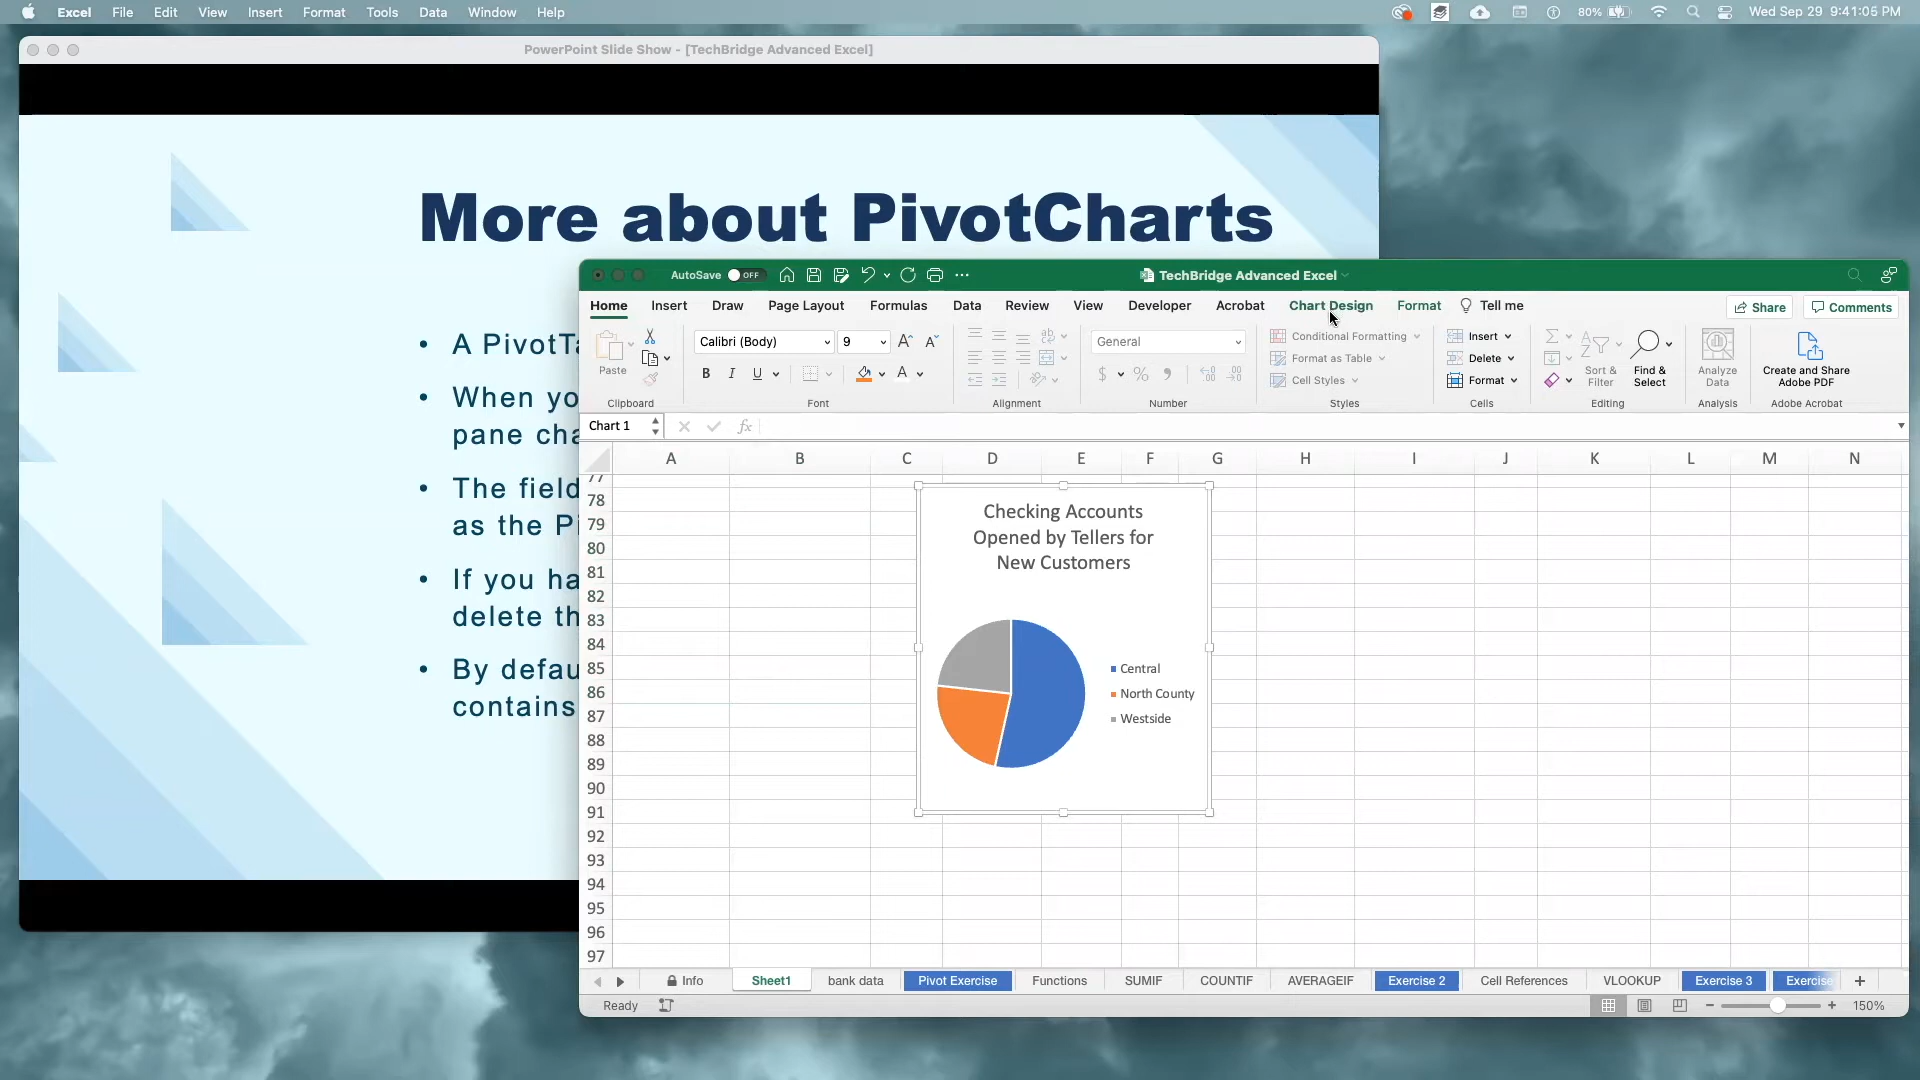 Excel File Edit View Insert Format Tools Data Window Help 80% Wed Sep 29 9:41:05 PM
PowerPoint Slide Show - [TechBridge Advanced Excel]
More about PivotCharts
• A PivotTa
• When yo
pane cha
• The field
as the Pi
• If you ha
delete th
• By defau
contains
AutoSave OFF
TechBridge Advanced Excel
Home Insert Draw Page Layout Formulas Data Review View Developer Acrobat Chart Design Format Tell me Share Comments
Paste
Calibri (Body) 9
General
Conditional Formatting
Format as Table
Cell Styles
Insert
Delete
Format
Sort & Filter
Find & Select
Analyze Data
Create and Share Adobe PDF
B I U A
$ % ,
Clipboard Font Alignment Number Styles Cells Editing Analysis Adobe Acrobat
Chart 1 fx
A B C D E F G H I J K L M N
77
78
79
80
81
82
83
84
85
86
87
88
89
90
91
92
93
94
95
96
97
Checking Accounts
Opened by Tellers for
New Customers
Central
North County
Westside
Info Sheet1 bank data Pivot Exercise Functions SUMIF COUNTIF AVERAGEIF Exercise 2 Cell References VLOOKUP Exercise 3 Exercise +
Ready 150%